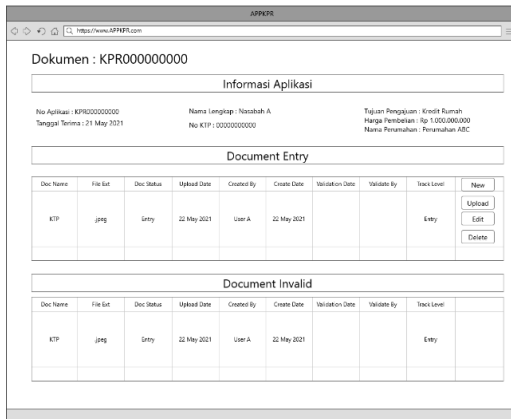 APPKPR
https://www.APPKPR.com
Dokumen : KPR000000000
Informasi Aplikasi
No Aplikasi : KPR000000000
Tanggal Terima : 21 May 2021
Nama Lengkap : Nasabah A
No KTP : 00000000000
Tujuan Pengajuan : Kredit Rumah
Harga Pembelian : Rp 1.000.000.000
Nama Perumahan : Perumahan ABC
Document Entry
Doc Name File Ext Doc Status Upload Date Created By Create Date Validation Date Validate By Track Level New
Upload
KTP .jpeg Entry 22 May 2021 User A 22 May 2021 Entry Edit
Delete
Document Invalid
Doc Name File Ext Doc Status Upload Date Created By Create Date Validation Date Validate By Track Level
KTP .jpeg Entry 22 May 2021 User A 22 May 2021 Entry